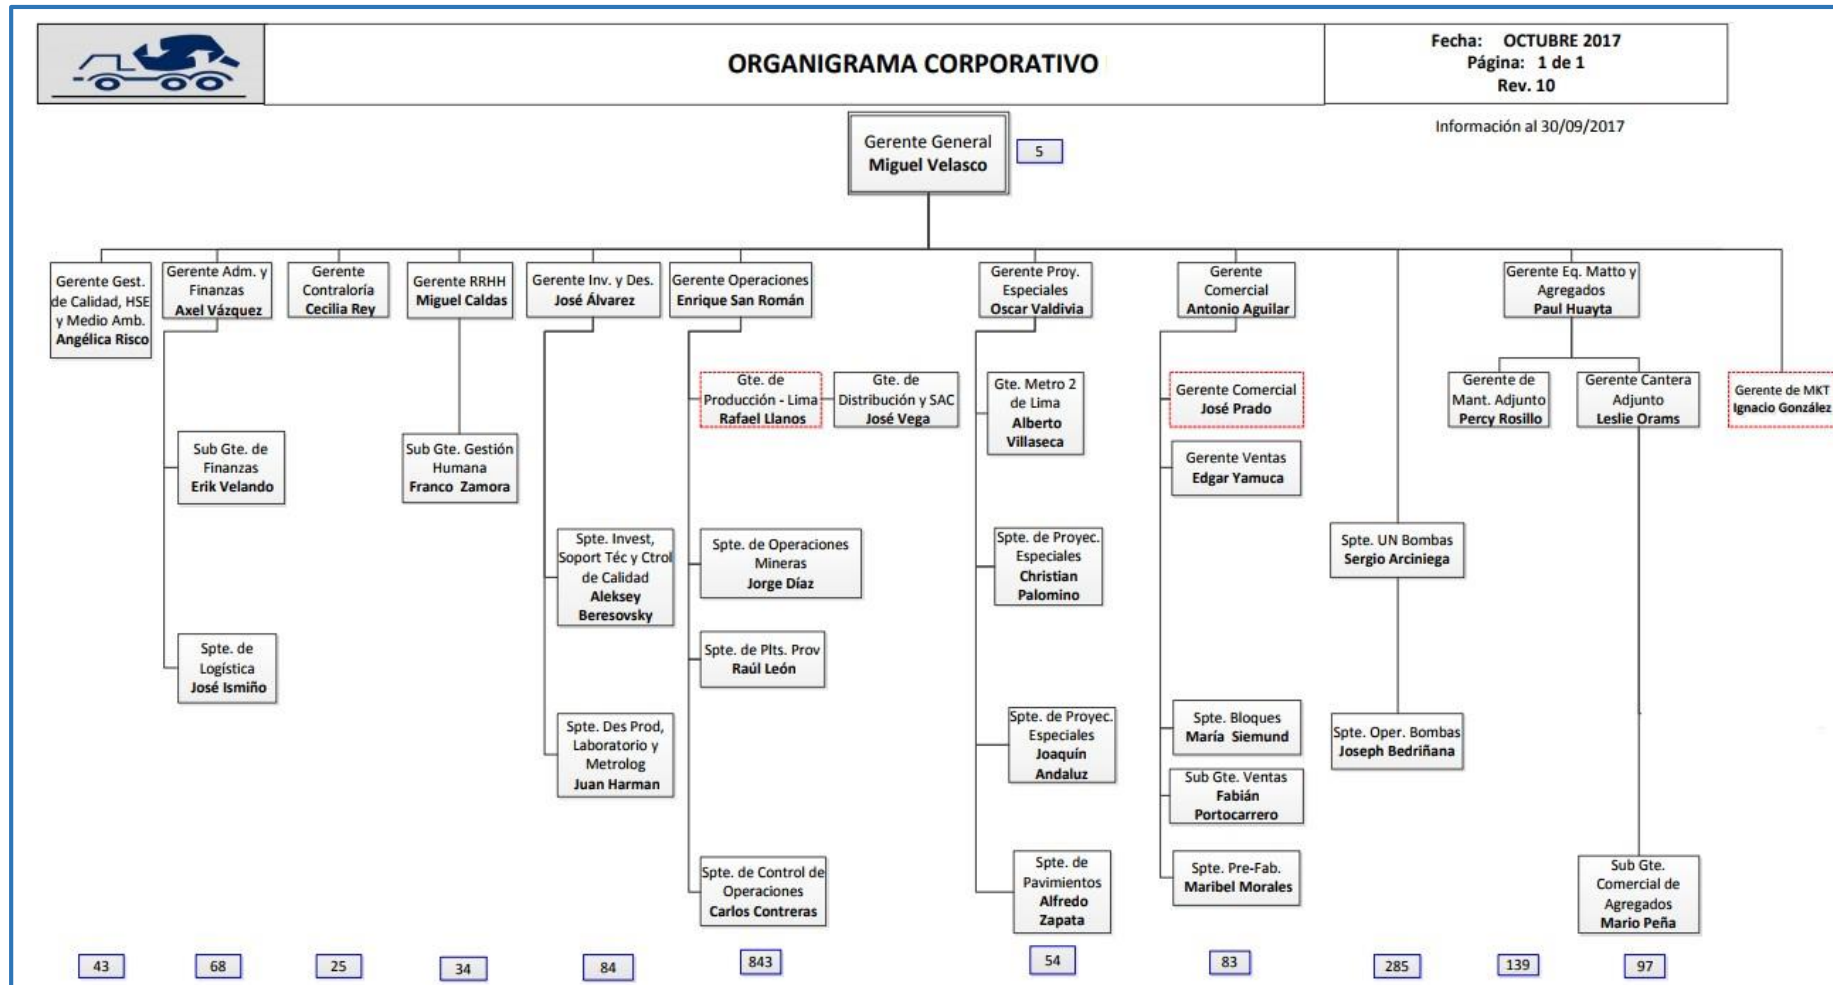 ORGANIGRAMA CORPORATIVO
Fecha: OCTUBRE 2017
Página: 1 de 1
Rev. 10
Información al 30/09/2017
Gerente General
Miguel Velasco
5
Gerente Gest.
de Calidad, HSE
y Medio Amb.
Angélica Risco
Gerente Adm. y
Finanzas
Axel Vázquez
Gerente
Contraloría
Cecilia Rey
Gerente RRHH
Miguel Caldas
Gerente Inv. y Des.
José Álvarez
Gerente Operaciones
Enrique San Román
Gerente Proy.
Especiales
Oscar Valdivia
Gerente
Comercial
Antonio Aguilar
Gerente Eq. Matto y
Agregados
Paul Huayta
Gte. de
Producción - Lima
Rafael Llanos
Gte. de
Distribución y SAC
José Vega
Gte. Metro 2
de Lima
Alberto
Villaseca
Gerente Comercial
José Prado
Gerente de
Mant. Adjunto
Percy Rosillo
Gerente Cantera
Adjunto
Leslie Orams
Gerente de MKT
Ignacio González
Sub Gte. de
Finanzas
Erik Velando
Sub Gte. Gestión
Humana
Franco Zamora
Gerente Ventas
Edgar Yamuca
Spte. Invest,
Soport Téc y Ctrol
de Calidad
Aleksey
Beresovsky
Spte. de Operaciones
Mineras
Jorge Díaz
Spte. de Proyec.
Especiales
Christian
Palomino
Spte. UN Bombas
Sergio Arciniega
Spte. de
Logística
José Ismiño
Spte. de Plts. Prov
Raúl León
Spte. Des Prod,
Laboratorio y
Metrolog
Juan Harman
Spte. de Proyec.
Especiales
Joaquín
Andaluz
Spte. Bloques
María Siemund
Spte. Oper. Bombas
Joseph Bedriñana
Sub Gte. Ventas
Fabián
Portocarrero
Spte. de Control de
Operaciones
Carlos Contreras
Spte. de
Pavimientos
Alfredo
Zapata
Spte. Pre-Fab.
Maribel Morales
Sub Gte.
Comercial de
Agregados
Mario Peña
43
68
25
34
84
843
54
83
285
139
97